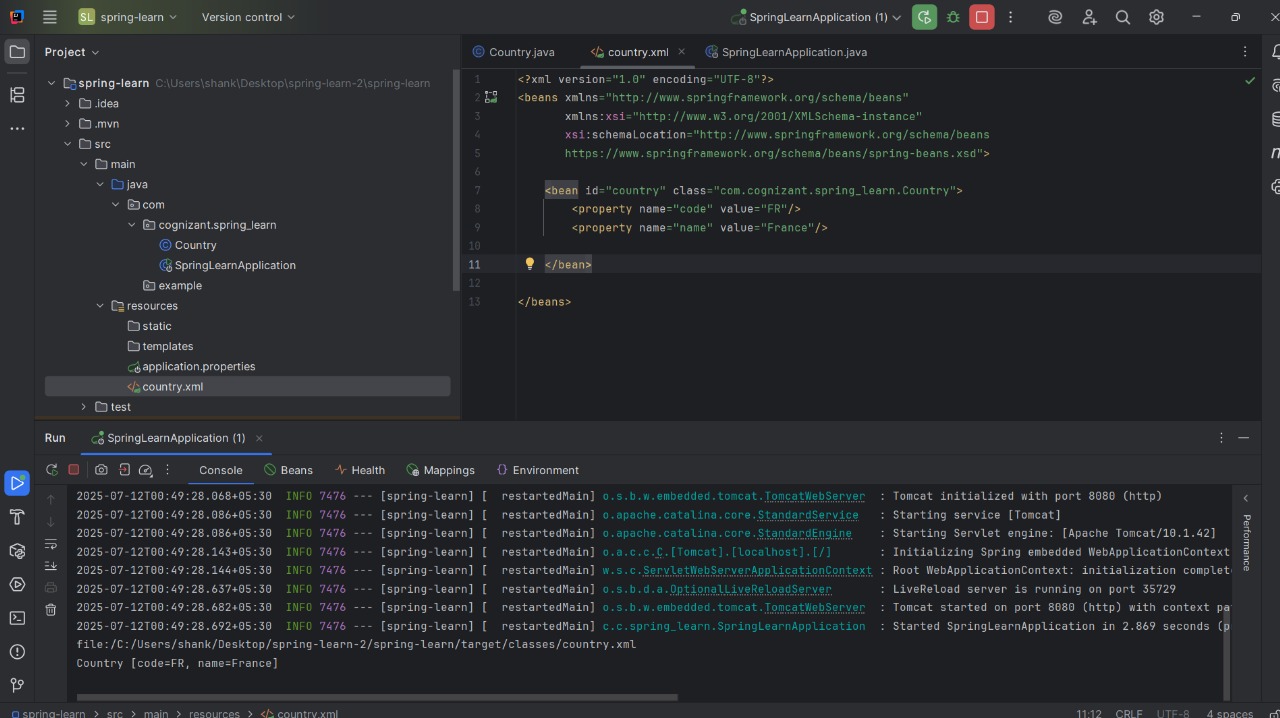 SL spring-learn Version control SpringLearnApplication (1)
Project
spring-learn C:\Users\shank\Desktop\spring-learn-2\spring-learn
.idea
.mvn
src
main
java
com
cognizant.spring_learn
Country
SpringLearnApplication
example
resources
static
templates
application.properties
country.xml
test
Country.java country.xml SpringLearnApplication.java
1 <?xml version="1.0" encoding="UTF-8"?>
2 <beans xmlns="http://www.springframework.org/schema/beans"
3 xmlns:xsi="http://www.w3.org/2001/XMLSchema-instance"
4 xsi:schemaLocation="http://www.springframework.org/schema/beans
5 https://www.springframework.org/schema/beans/spring-beans.xsd">
6
7 <bean id="country" class="com.cognizant.spring_learn.Country">
8 <property name="code" value="FR"/>
9 <property name="name" value="France"/>
10
11 </bean>
12
13 </beans>
Run SpringLearnApplication (1)
Console Beans Health Mappings Environment
2025-07-12T00:49:28.068+05:30 INFO 7476 --- [spring-learn] [ restartedMain] o.s.b.w.embedded.tomcat.TomcatWebServer : Tomcat initialized with port 8080 (http)
2025-07-12T00:49:28.086+05:30 INFO 7476 --- [spring-learn] [ restartedMain] o.apache.catalina.core.StandardService : Starting service [Tomcat]
2025-07-12T00:49:28.086+05:30 INFO 7476 --- [spring-learn] [ restartedMain] o.apache.catalina.core.StandardEngine : Starting Servlet engine: [Apache Tomcat/10.1.42]
2025-07-12T00:49:28.143+05:30 INFO 7476 --- [spring-learn] [ restartedMain] o.a.c.c.C.[Tomcat].[localhost].[/] : Initializing Spring embedded WebApplicationContext
2025-07-12T00:49:28.144+05:30 INFO 7476 --- [spring-learn] [ restartedMain] w.s.c.ServletWebServerApplicationContext : Root WebApplicationContext: initialization complet
2025-07-12T00:49:28.637+05:30 INFO 7476 --- [spring-learn] [ restartedMain] o.s.b.d.a.OptionalLiveReloadServer : LiveReload server is running on port 35729
2025-07-12T00:49:28.682+05:30 INFO 7476 --- [spring-learn] [ restartedMain] o.s.b.w.embedded.tomcat.TomcatWebServer : Tomcat started on port 8080 (http) with context pa
2025-07-12T00:49:28.692+05:30 INFO 7476 --- [spring-learn] [ restartedMain] c.c.spring_learn.SpringLearnApplication : Started SpringLearnApplication in 2.869 seconds (p
file:/C:/Users/shank/Desktop/spring-learn-2/spring-learn/target/classes/country.xml
Country [code=FR, name=France]
Performance
spring-learn > src > main > resources > country.xml 11:12 CRLF UTF-8 4 spaces